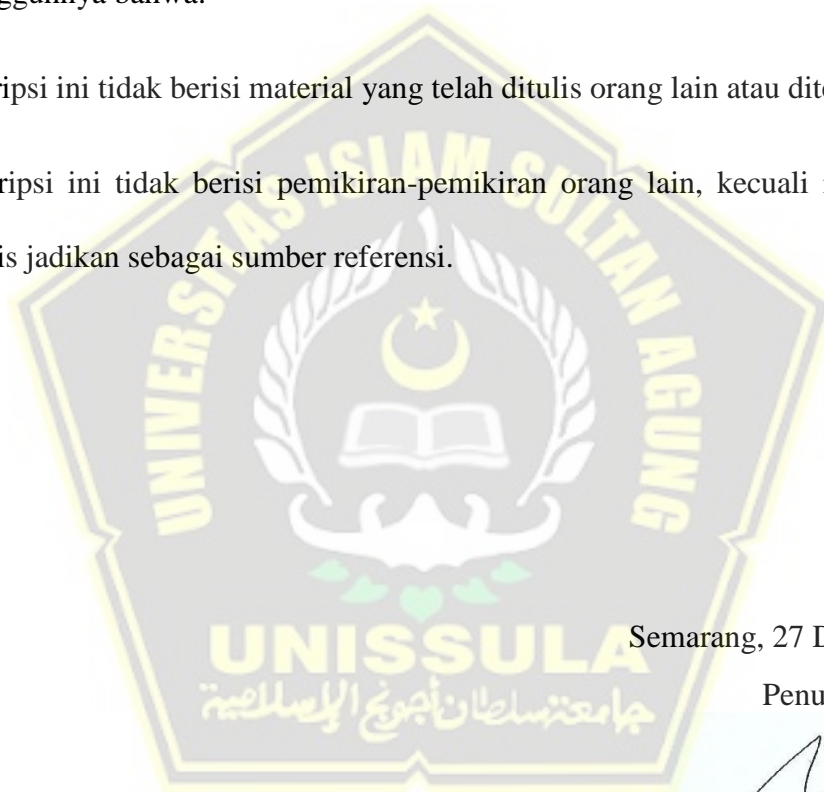 ggunnya bahwa:
ripsi ini tidak berisi material yang telah ditulis orang lain atau dit
ripsi ini tidak berisi pemikiran-pemikiran orang lain, kecuali
is jadikan sebagai sumber referensi.
UNIVERSITAS ISLAM SULTAN AGUNG
UNISSULA
جامعة سلطان أجونج الإسلامية
Semarang, 27 D
Penu